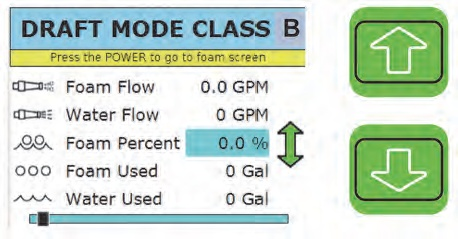 DRAFT MODE CLASS B
Press the POWER to go to foam screen
Foam Flow 0.0 GPM
Water Flow 0 GPM
Foam Percent 0.0 %
Foam Used 0 Gal
Water Used 0 Gal